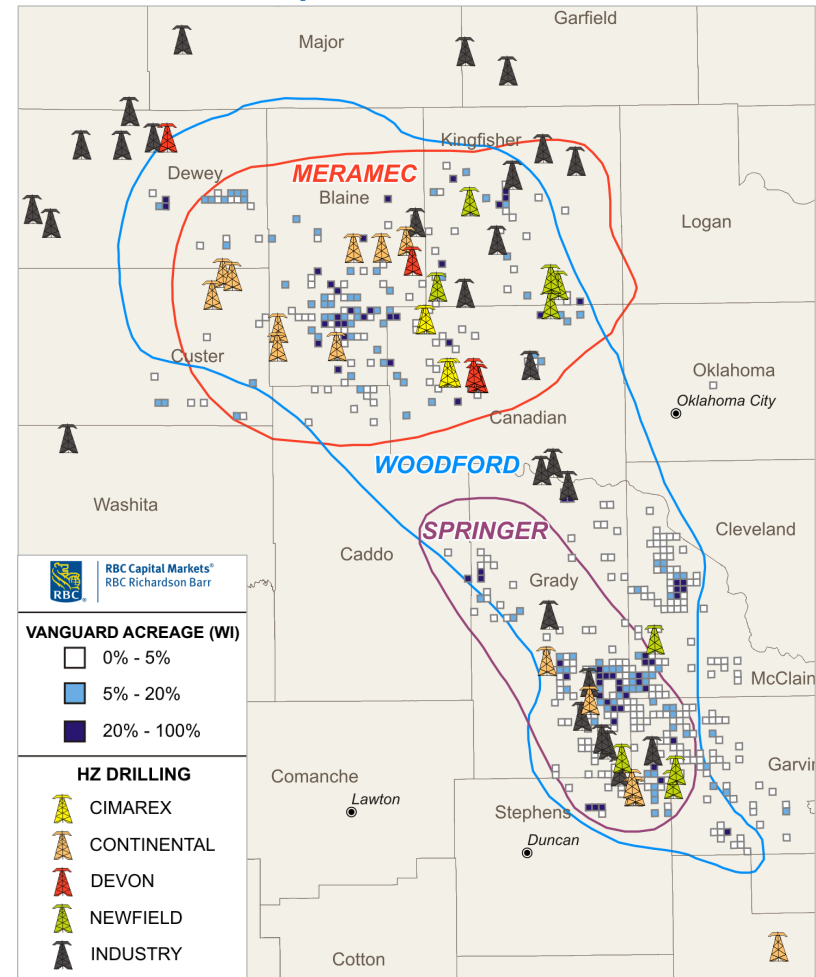 Garfield
Major
Kingfisher
Dewey
MERAMEC
Blaine
Logan
Custer
Oklahoma
Oklahoma City
Canadian
WOODFORD
Washita
SPRINGER
Cleveland
Caddo
Grady
RBC
RBC Capital Markets®
RBC Richardson Barr
VANGUARD ACREAGE (WI)
0% - 5%
5% - 20%
20% - 100%
McClain
HZ DRILLING
CIMAREX
CONTINENTAL
DEVON
NEWFIELD
INDUSTRY
Comanche
Garvi
Lawton
Stephens
Duncan
Cotton